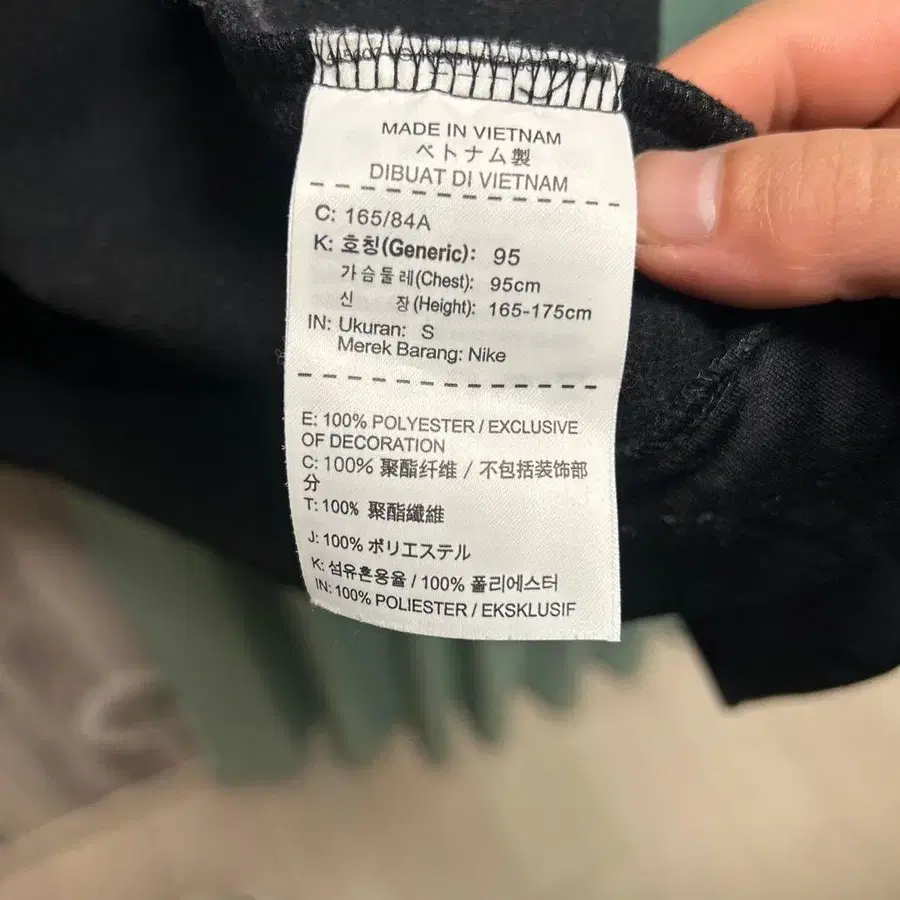 MADE IN VIETNAM
ベトナム製
DIBUAT DI VIETNAM
C: 165/84A
K: 호칭(Generic): 95
가슴둘레(Chest): 95cm
신 장(Height): 165-175cm
IN: Ukuran: S
Merek Barang: Nike
E: 100% POLYESTER / EXCLUSIVE
OF DECORATION
C: 100% 聚酯纤维 / 不包括装饰部
分
T: 100% 聚酯纖維
J: 100% ポリエステル
K: 섬유혼용율 / 100% 폴리에스터
IN: 100% POLIESTER / EKSKLUSIF